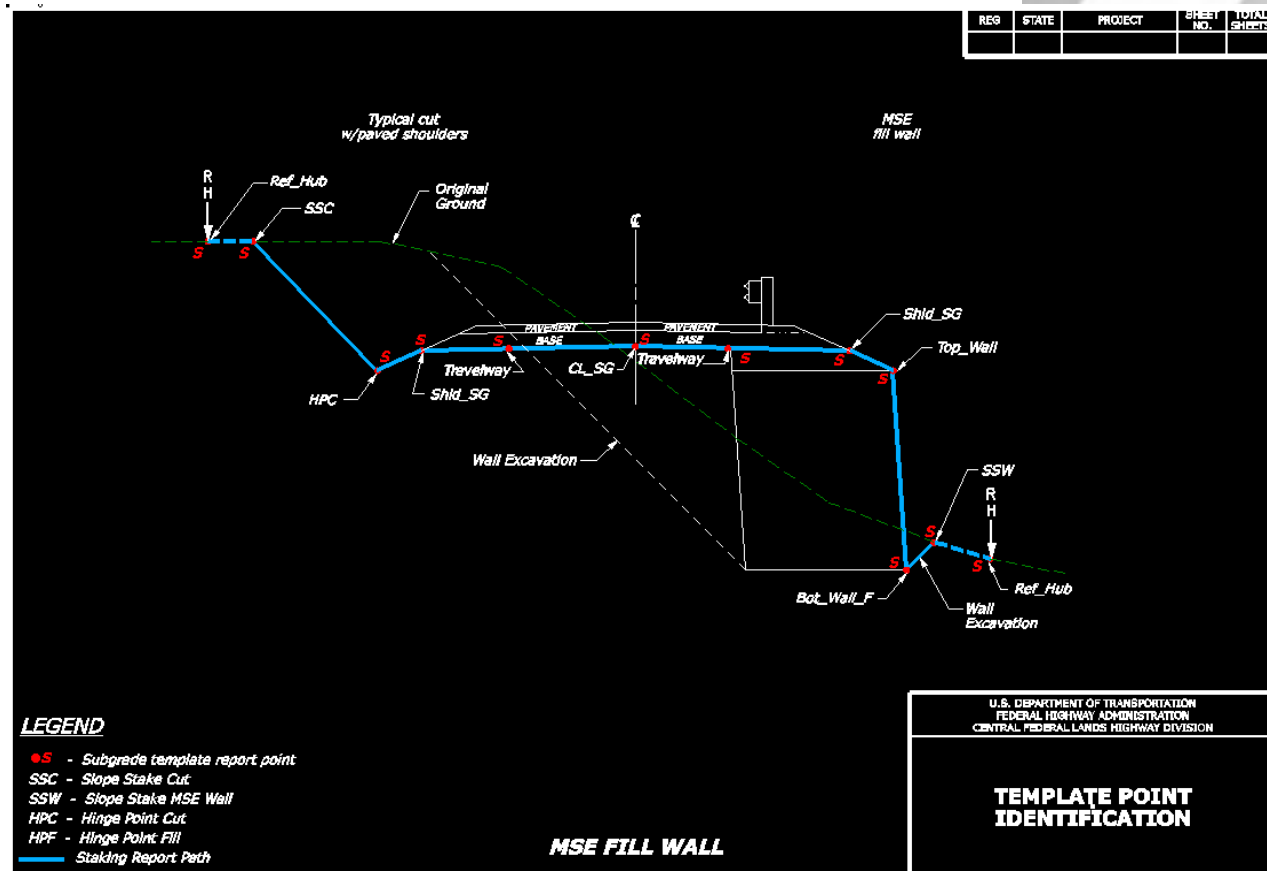 REG STATE PROJECT SHEET NO. TOTAL SHEETS
Typical cut
w/paved shoulders
MSE
fill wall
R
H
Ref_Hub
SSC
Original
Ground
℄
PAVEMENT PAVEMENT
BASE BASE
Shld_SG
Top_Wall
S
S
S
S
S
S
S
S
S
S
S
S
Travelway
CL_SG
Travelway
HPC
Shld_SG
Wall Excavation
SSW
R
H
Bot_Wall_F
Ref_Hub
Wall
Excavation
LEGEND
S - Subgrade template report point
SSC - Slope Stake Cut
SSW - Slope Stake MSE Wall
HPC - Hinge Point Cut
HPF - Hinge Point Fill
Staking Report Path
MSE FILL WALL
U.S. DEPARTMENT OF TRANSPORTATION
FEDERAL HIGHWAY ADMINISTRATION
CENTRAL FEDERAL LANDS HIGHWAY DIVISION
TEMPLATE POINT
IDENTIFICATION